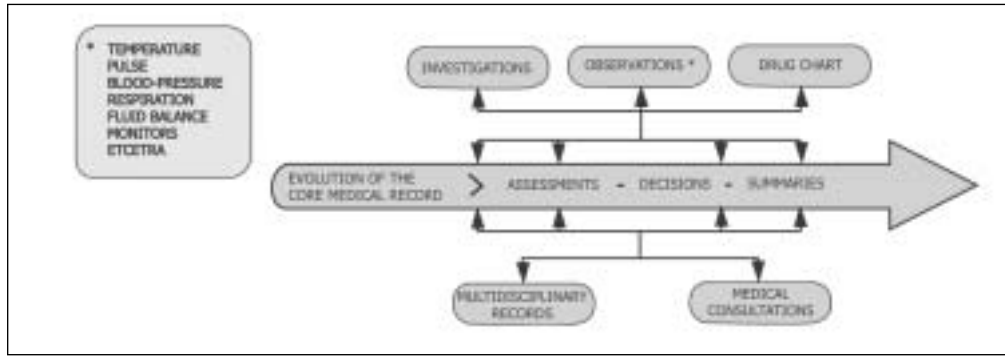 * TEMPERATURE
PULSE
BLOOD-PRESSURE
RESPIRATION
FLUID BALANCE
MONITORS
ETCETRA
INVESTIGATIONS
OBSERVATIONS *
DRUG CHART
EVOLUTION OF THE
CORE MEDICAL RECORD
> ASSESSMENTS - DECISIONS - SUMMARIES
MULTIDISCIPLINARY
RECORDS
MEDICAL
CONSULTATIONS